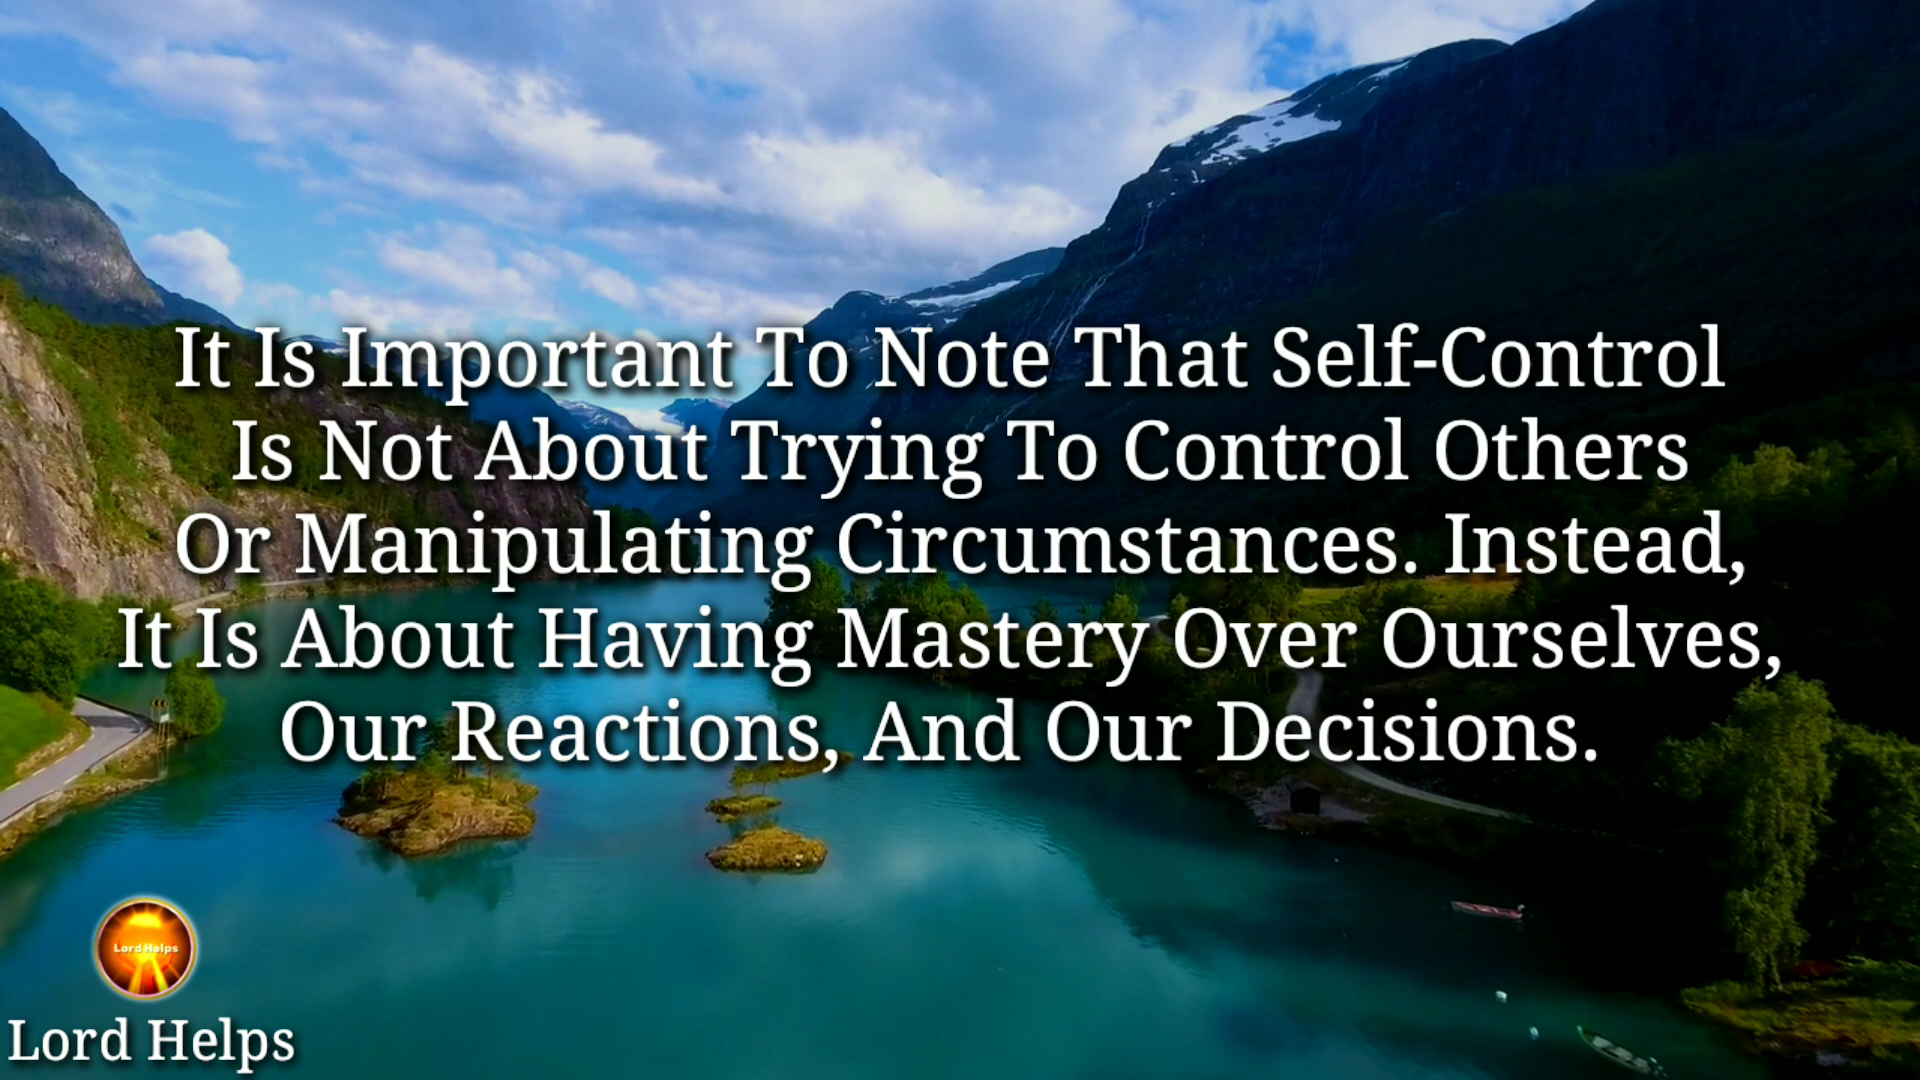 It Is Important To Note That Self-Control
Is Not About Trying To Control Others
Or Manipulating Circumstances. Instead,
It Is About Having Mastery Over Ourselves,
Our Reactions, And Our Decisions.
Lord Helps
Lord Helps